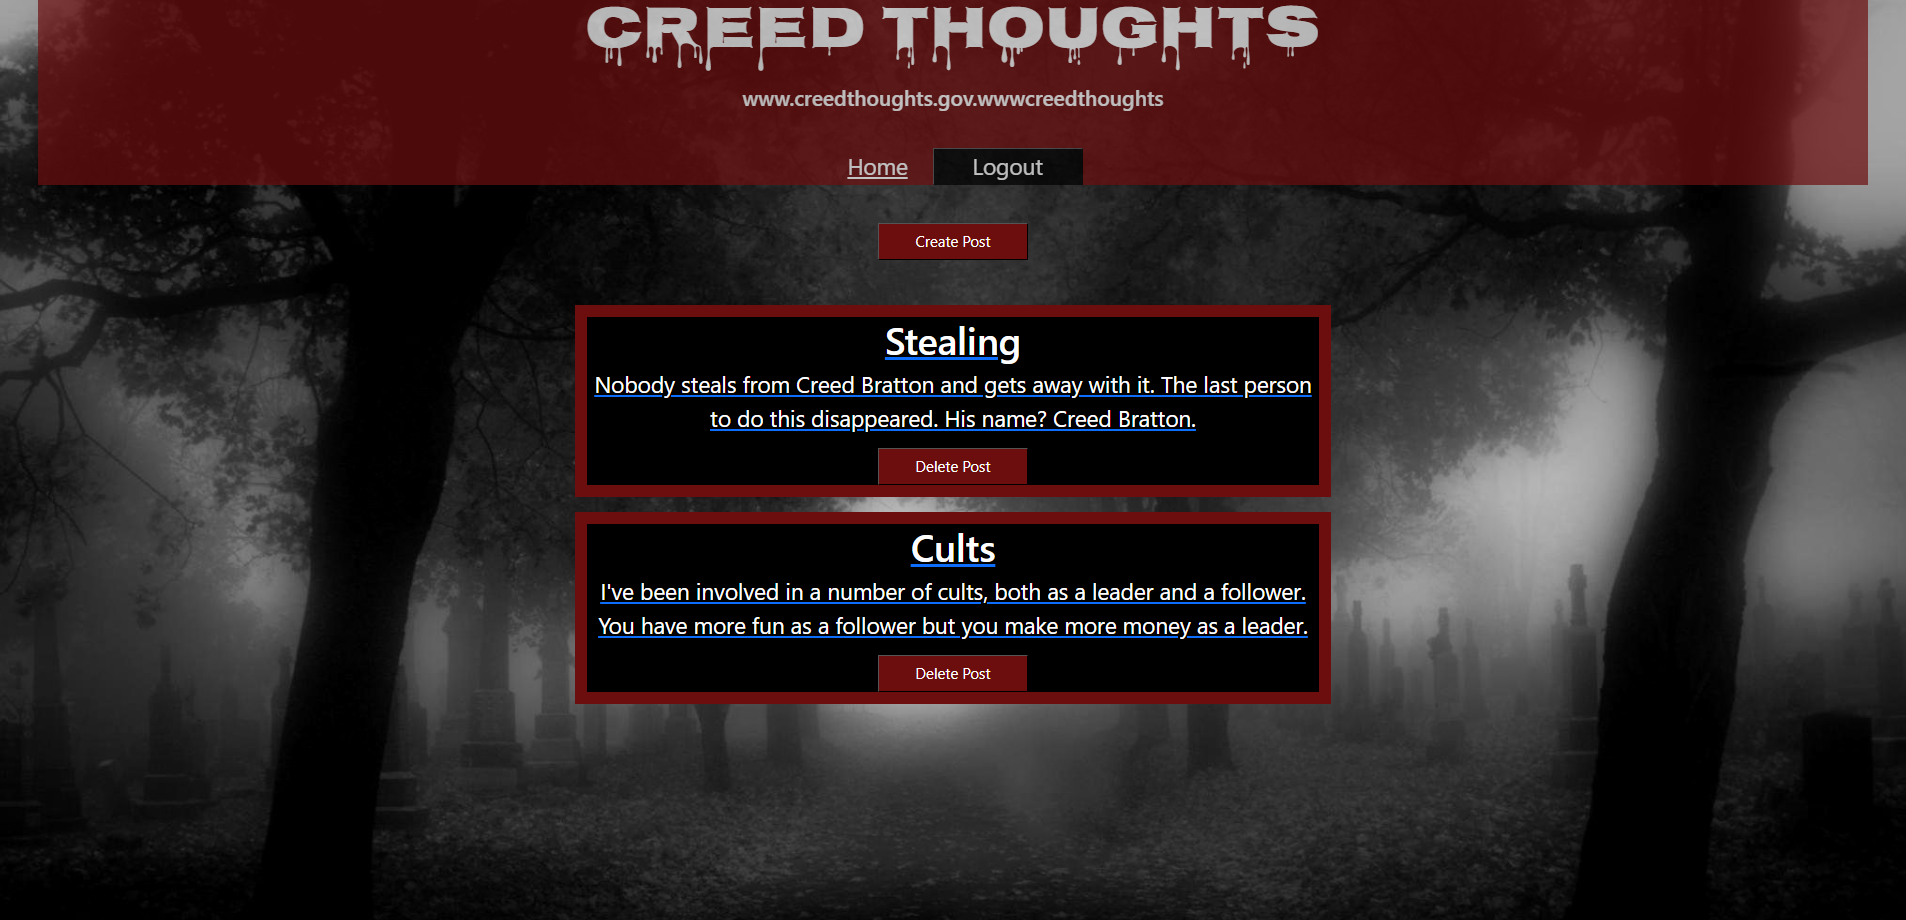 CREED THOUGHTS
www.creedthoughts.gov.wwwcreedthoughts
Home Logout
Create Post
Stealing
Nobody steals from Creed Bratton and gets away with it. The last person
to do this disappeared. His name? Creed Bratton.
Delete Post
Cults
I've been involved in a number of cults, both as a leader and a follower.
You have more fun as a follower but you make more money as a leader.
Delete Post